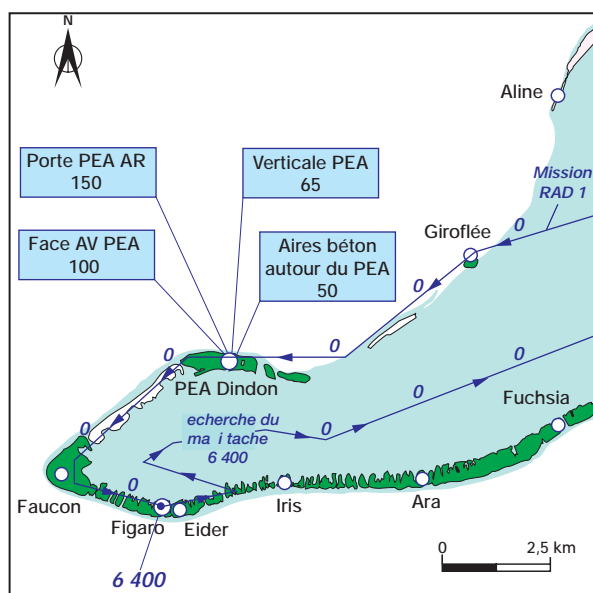 N
Aline
Porte PEA AR
150
Verticale PEA
65
Mission
RAD 1
Face AV PEA
100
Aires béton
autour du PEA
50
Giroflée
0
0
0
0
0
PEA Dindon
echerche du
ma i tache
6 400
0
0
0
0
Fuchsia
Faucon
Figaro
Eider
Iris
Ara
6 400
0
2,5 km